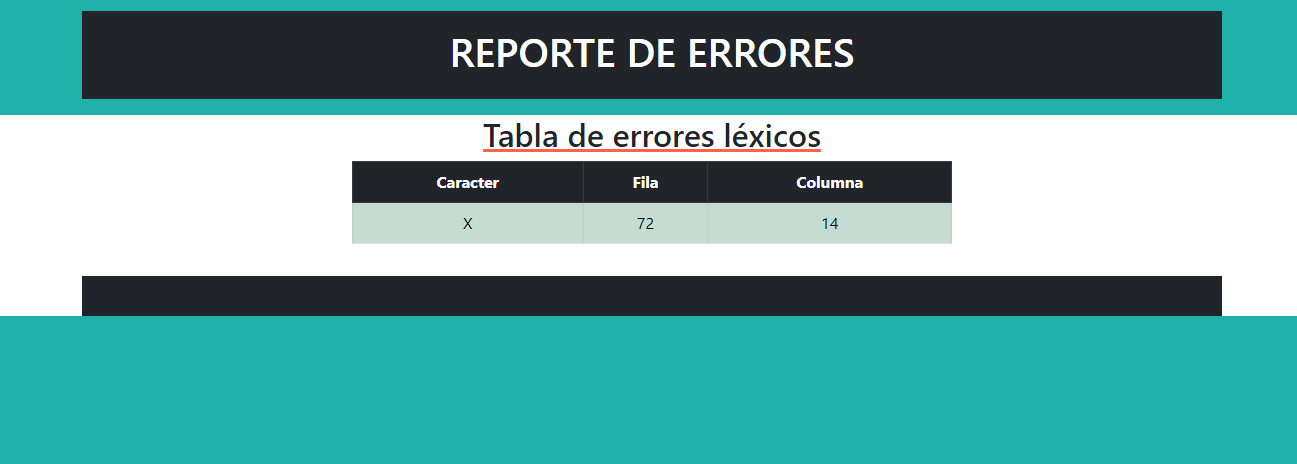 REPORTE DE ERRORES
Tabla de errores léxicos
Caracter Fila Columna
X 72 14